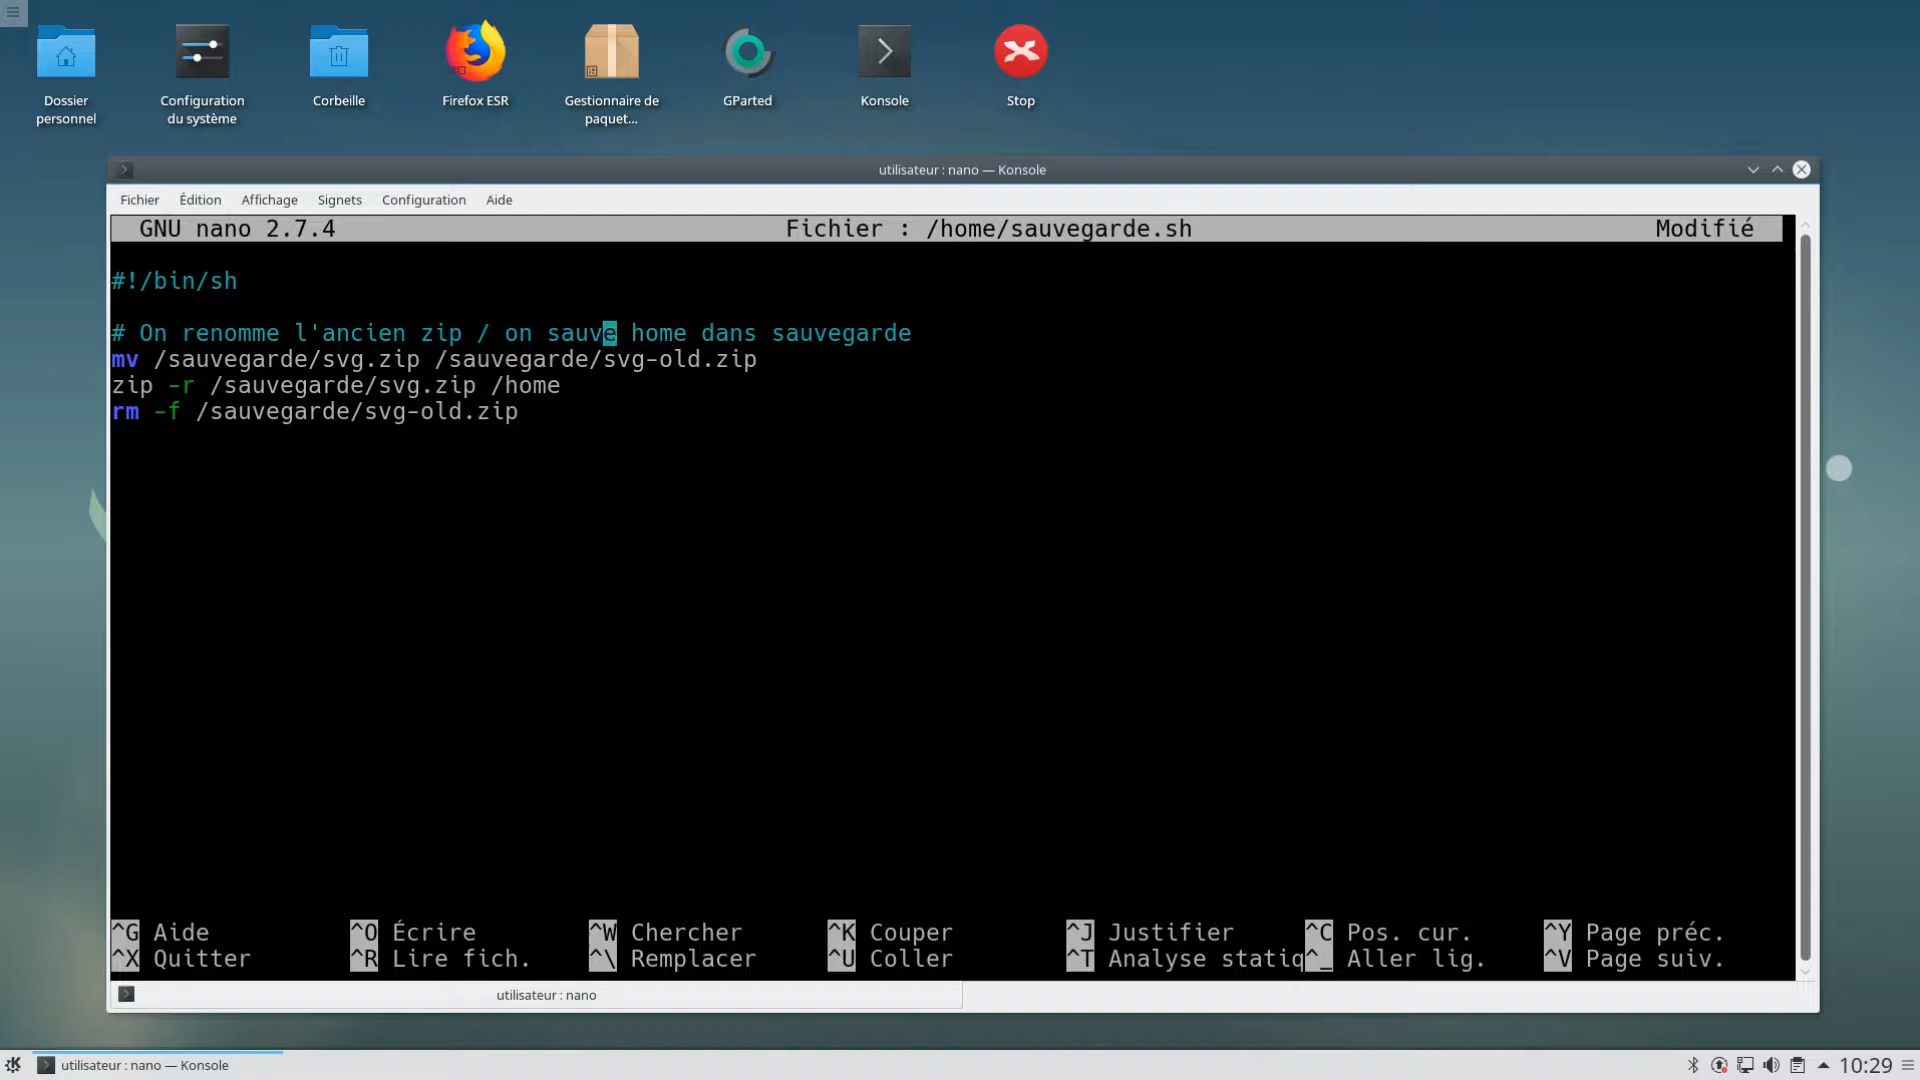 Dossier personnel
Configuration du système
Corbeille
Firefox ESR
Gestionnaire de paquet...
GParted
Konsole
Stop
utilisateur : nano — Konsole
Fichier Édition Affichage Signets Configuration Aide
GNU nano 2.7.4 Fichier : /home/sauvegarde.sh Modifié
#!/bin/sh
# On renomme l'ancien zip / on sauve home dans sauvegarde
mv /sauvegarde/svg.zip /sauvegarde/svg-old.zip
zip -r /sauvegarde/svg.zip /home
rm -f /sauvegarde/svg-old.zip
^G Aide ^O Écrire ^W Chercher ^K Couper ^J Justifier ^C Pos. cur. ^Y Page préc.
^X Quitter ^R Lire fich. ^\ Remplacer ^U Coller ^T Analyse statiq^_ Aller lig. ^V Page suiv.
utilisateur : nano
utilisateur : nano — Konsole
10:29